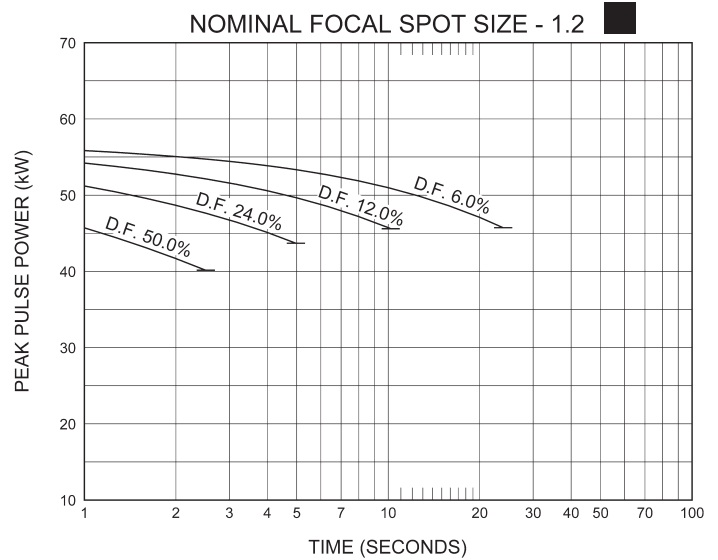 NOMINAL FOCAL SPOT SIZE - 1.2
70
60
50
40
30
20
10
PEAK PULSE POWER (kW)
D.F. 6.0%
D.F. 12.0%
D.F. 24.0%
D.F. 50.0%
1 2 3 4 5 7 10 20 30 40 50 70 100
TIME (SECONDS)